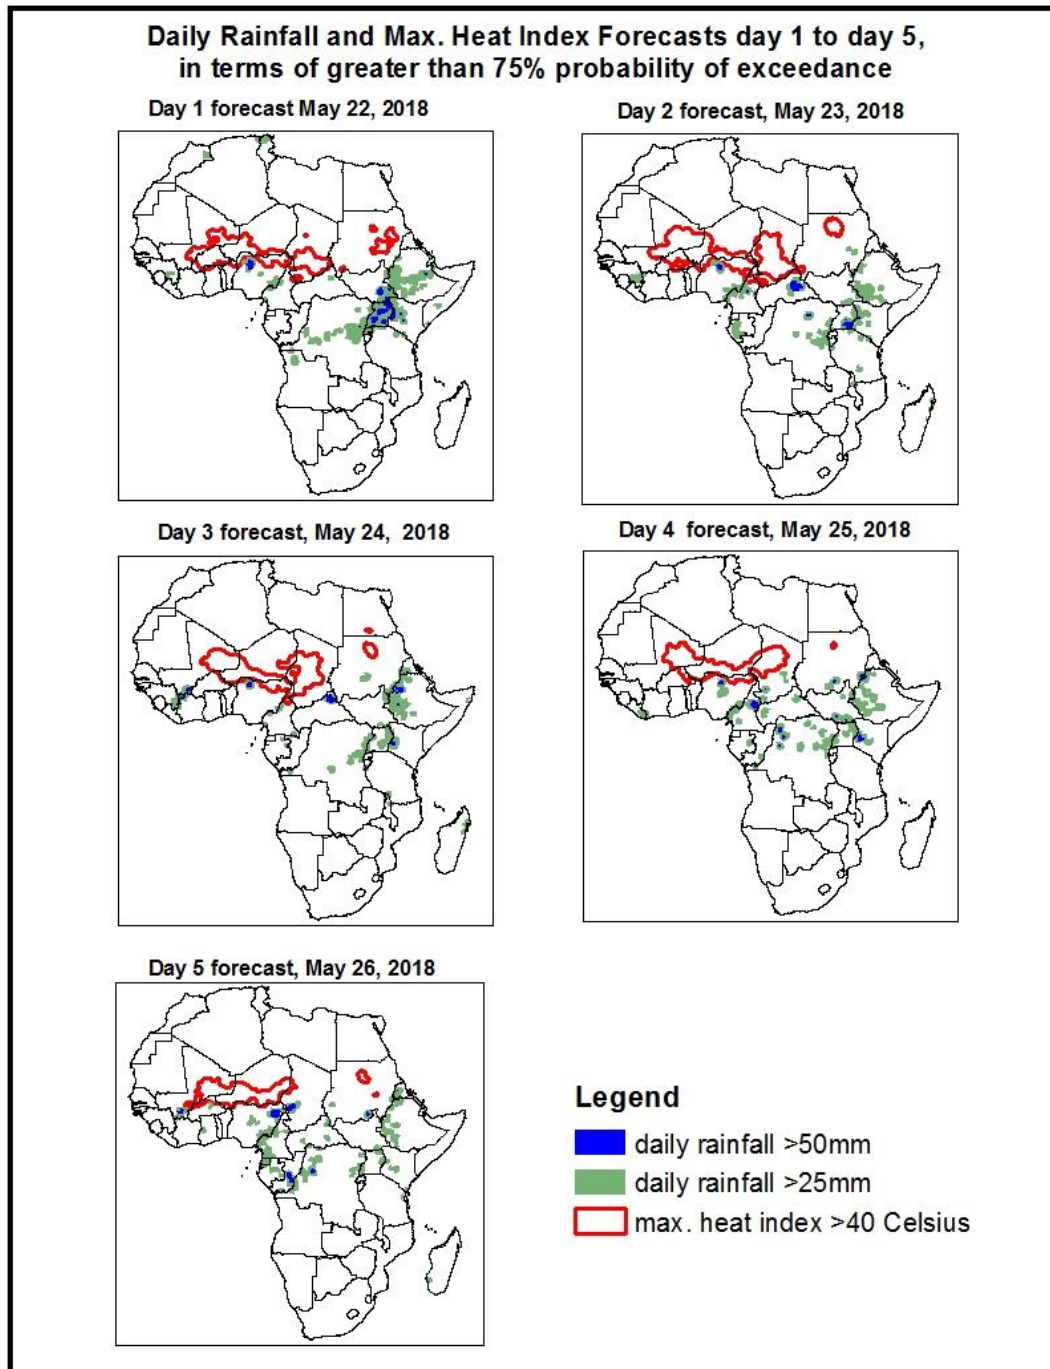 Daily Rainfall and Max. Heat Index Forecasts day 1 to day 5,
in terms of greater than 75% probability of exceedance
Day 1 forecast May 22, 2018
Day 2 forecast, May 23, 2018
Day 3 forecast, May 24,  2018
Day 4  forecast, May 25, 2018
Day 5 forecast, May 26, 2018
Legend
daily rainfall >50mm
daily rainfall >25mm
max. heat index >40 Celsius